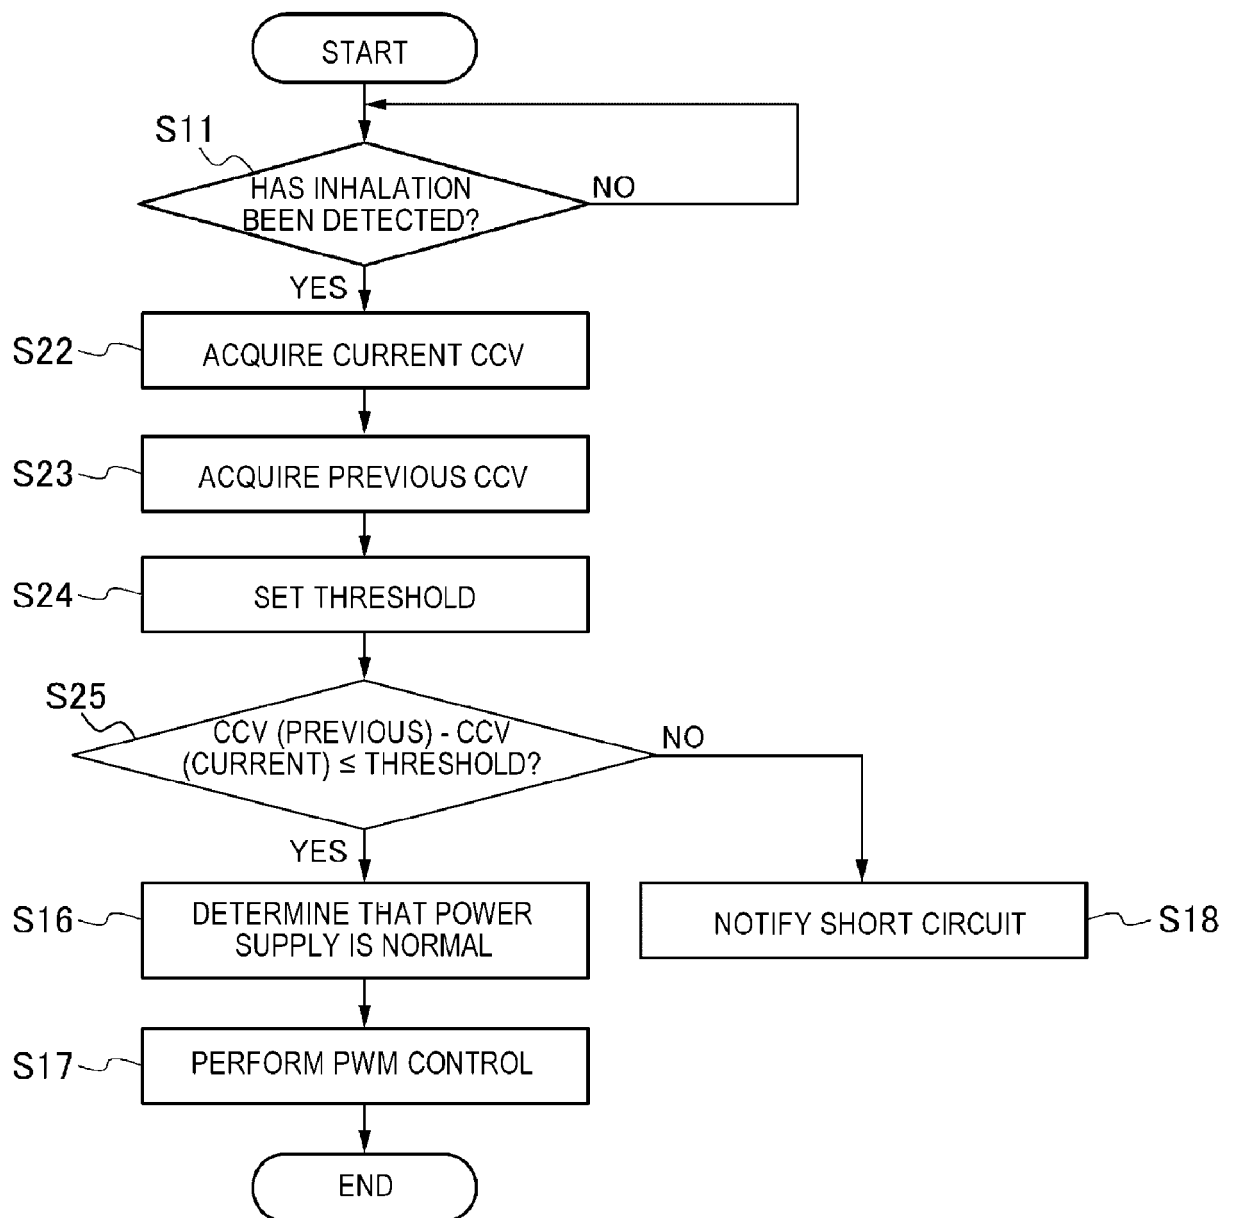 START
S11
HAS INHALATION
BEEN DETECTED?
NO
YES
S22
ACQUIRE CURRENT CCV
S23
ACQUIRE PREVIOUS CCV
S24
SET THRESHOLD
S25
CCV (PREVIOUS) - CCV
(CURRENT) ≤ THRESHOLD?
NO
YES
S16
DETERMINE THAT POWER
SUPPLY IS NORMAL
NOTIFY SHORT CIRCUIT
S18
S17
PERFORM PWM CONTROL
END